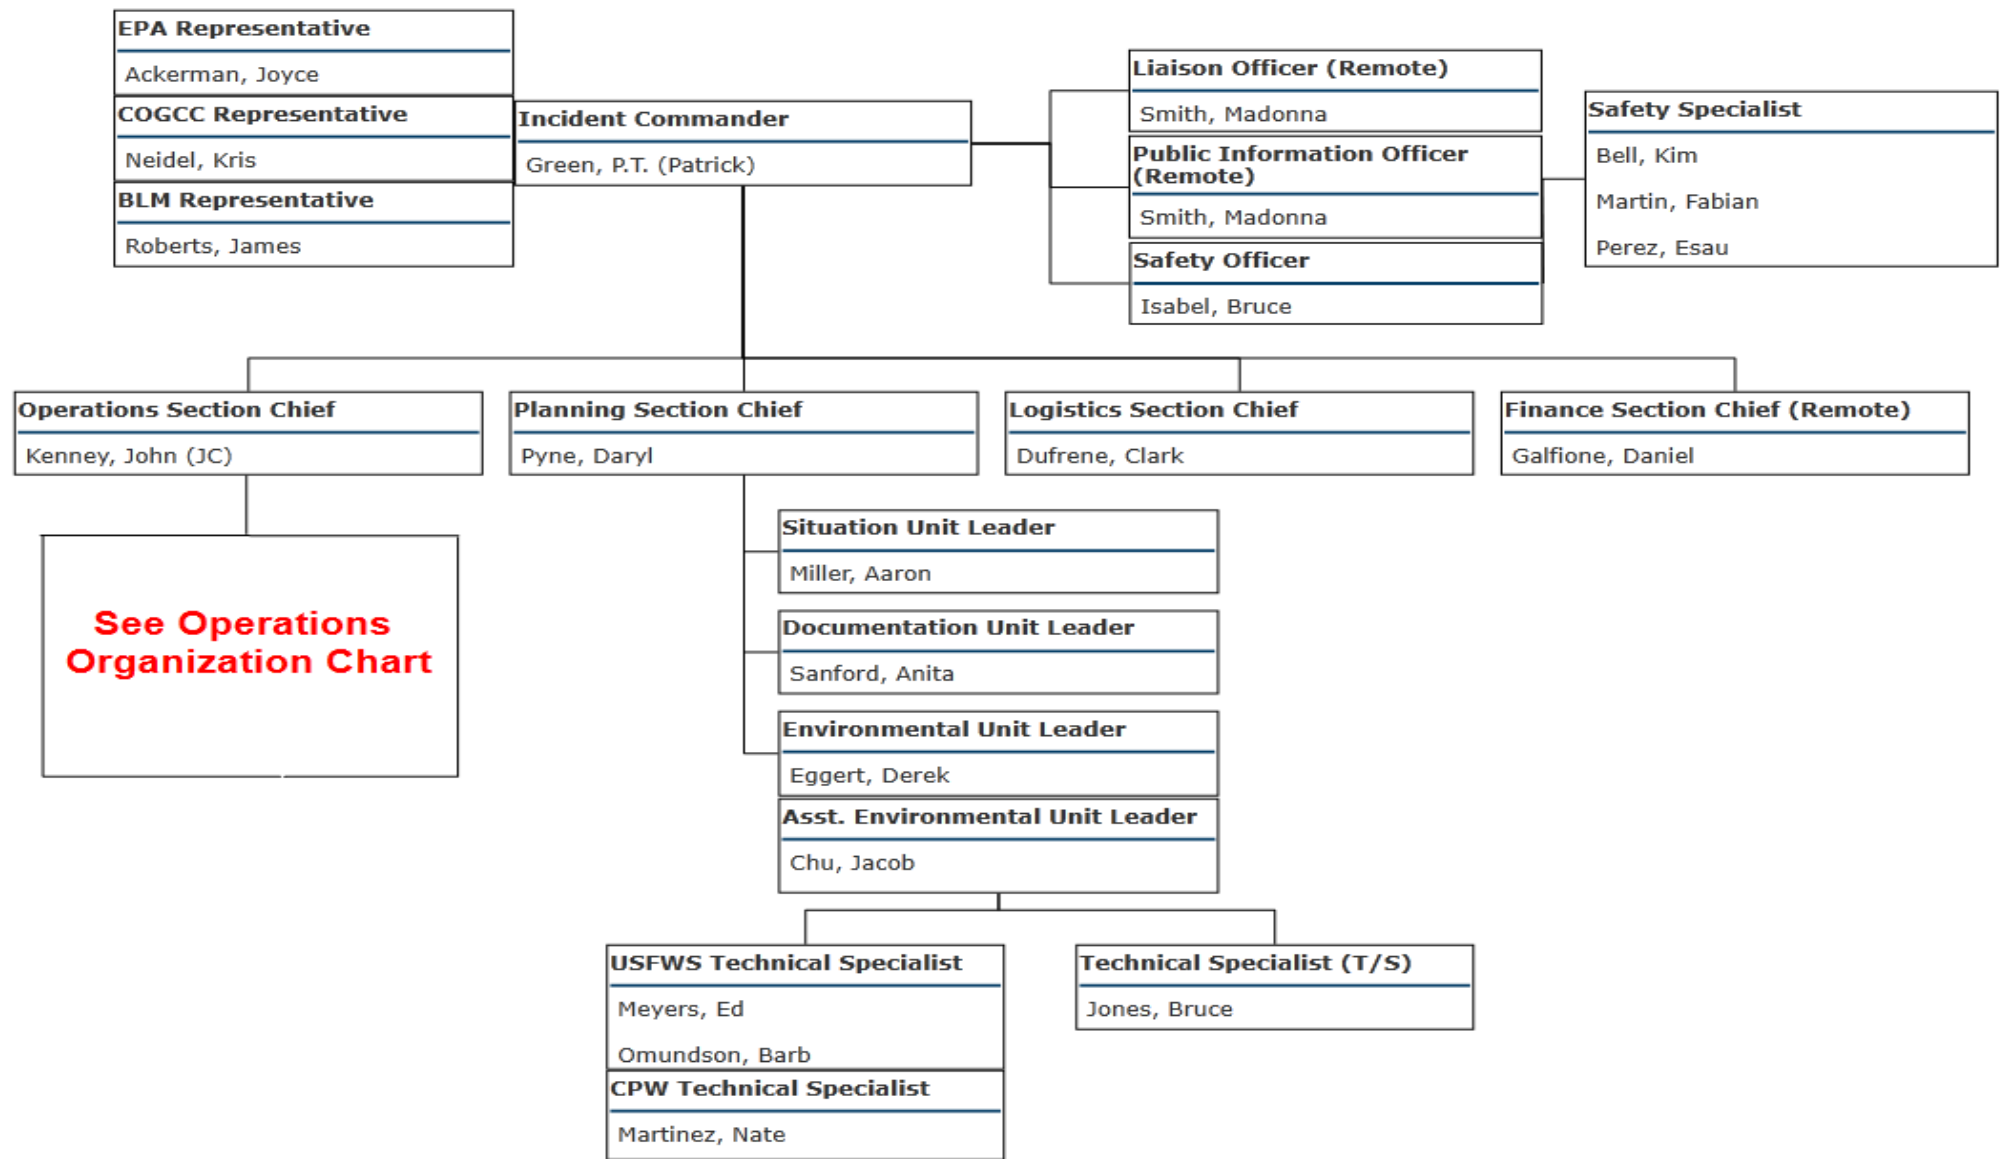 EPA Representative
Ackerman, Joyce
COGCC Representative
Neidel, Kris
BLM Representative
Roberts, James
Incident Commander
Green, P.T. (Patrick)
Liaison Officer (Remote)
Smith, Madonna
Public Information Officer
(Remote)
Smith, Madonna
Safety Officer
Isabel, Bruce
Safety Specialist
Bell, Kim
Martin, Fabian
Perez, Esau
Operations Section Chief
Kenney, John (JC)
Planning Section Chief
Pyne, Daryl
Logistics Section Chief
Dufrene, Clark
Finance Section Chief (Remote)
Galfione, Daniel
See Operations
Organization Chart
Situation Unit Leader
Miller, Aaron
Documentation Unit Leader
Sanford, Anita
Environmental Unit Leader
Eggert, Derek
Asst. Environmental Unit Leader
Chu, Jacob
USFWS Technical Specialist
Meyers, Ed
Omundson, Barb
CPW Technical Specialist
Martinez, Nate
Technical Specialist (T/S)
Jones, Bruce